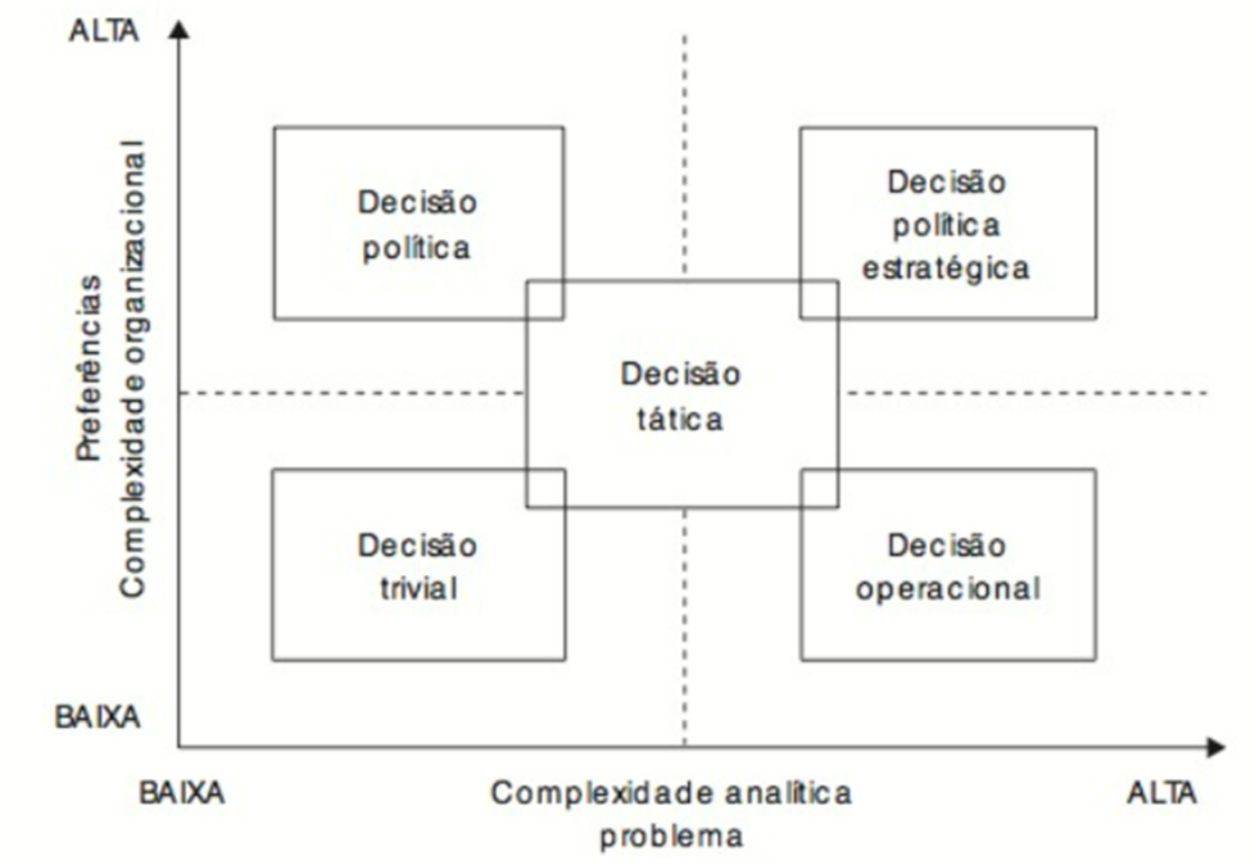 ALTA
Preferências
Complexidade organizacional
Decisão
política
Decisão
política
estratégica
Decisão
tática
Decisão
trivial
Decisão
operacional
BAIXA
BAIXA
Complexidade analítica
problema
ALTA